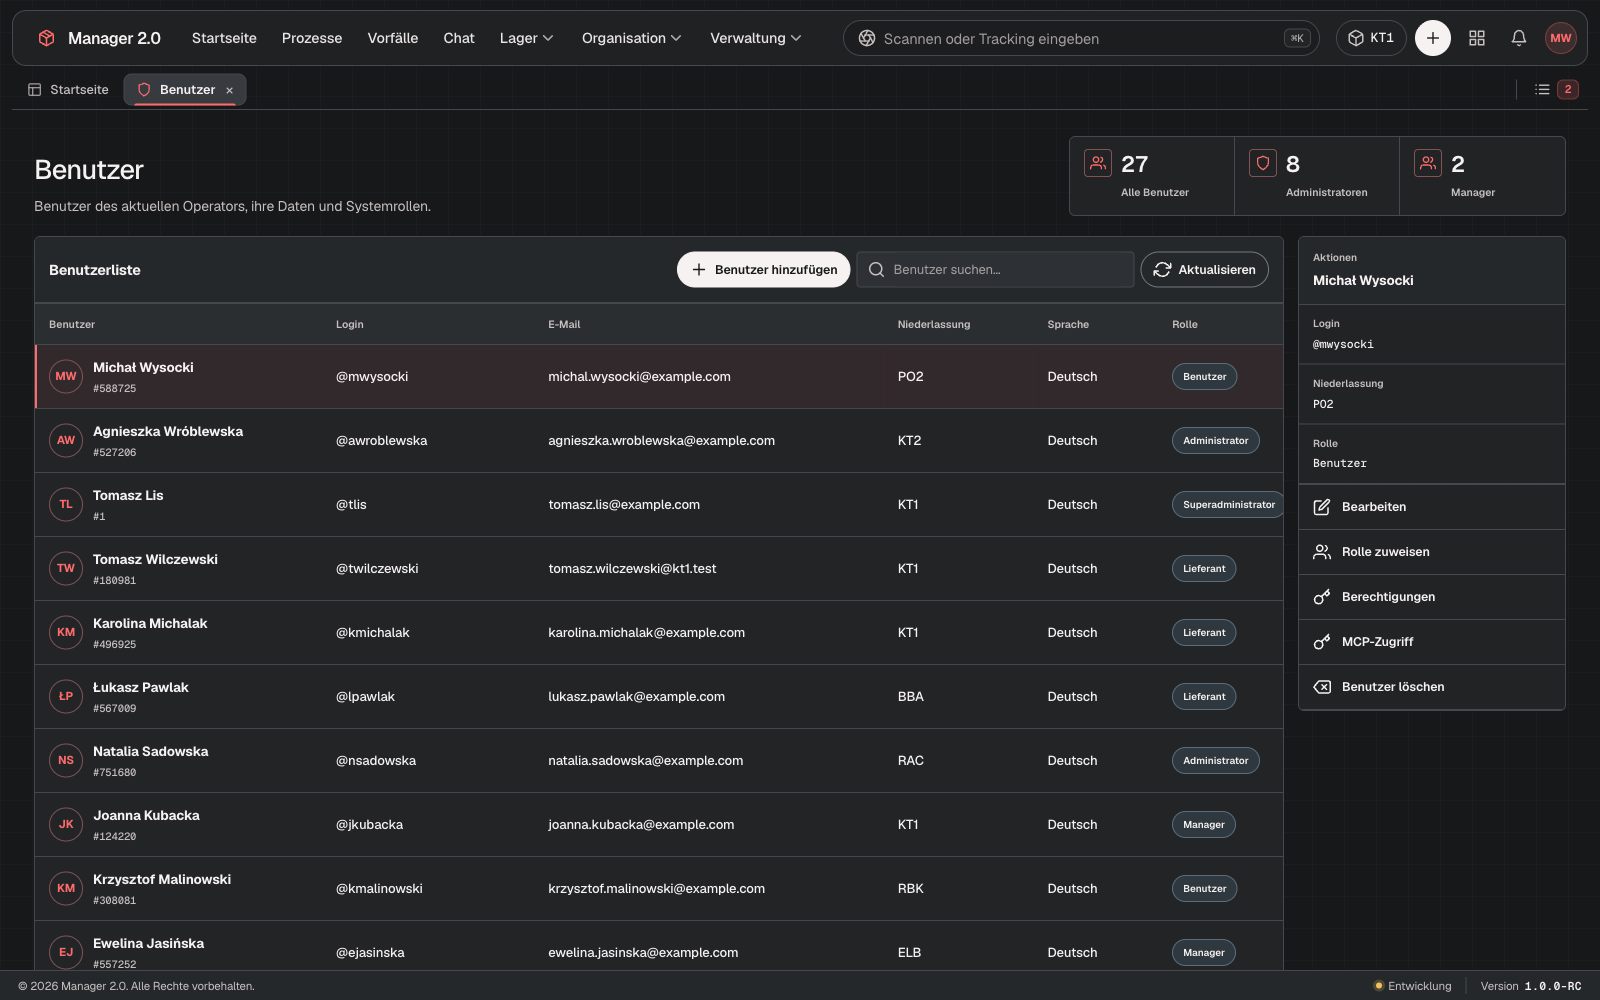 Manager 2.0
Startseite
Prozesse
Vorfälle
Chat
Lager
Organisation
Verwaltung
Scannen oder Tracking eingeben
⌘K
KT1
MW
Startseite
Benutzer ×
2
Benutzer
Benutzer des aktuellen Operators, ihre Daten und Systemrollen.
27
Alle Benutzer
8
Administratoren
2
Manager
Benutzerliste
Benutzer hinzufügen
Benutzer suchen...
Aktualisieren
Benutzer Login E-Mail Niederlassung Sprache Rolle
MW Michał Wysocki #588725 @mwysocki michal.wysocki@example.com PO2 Deutsch Benutzer
AW Agnieszka Wróblewska #527206 @awroblewska agnieszka.wroblewska@example.com KT2 Deutsch Administrator
TL Tomasz Lis #1 @tlis tomasz.lis@example.com KT1 Deutsch Superadministrator
TW Tomasz Wilczewski #180981 @twilczewski tomasz.wilczewski@kt1.test KT1 Deutsch Lieferant
KM Karolina Michalak #496925 @kmichalak karolina.michalak@example.com KT1 Deutsch Lieferant
ŁP Łukasz Pawlak #567009 @lpawlak lukasz.pawlak@example.com BBA Deutsch Lieferant
NS Natalia Sadowska #751680 @nsadowska natalia.sadowska@example.com RAC Deutsch Administrator
JK Joanna Kubacka #124220 @jkubacka joanna.kubacka@example.com KT1 Deutsch Manager
KM Krzysztof Malinowski #308081 @kmalinowski krzysztof.malinowski@example.com RBK Deutsch Benutzer
EJ Ewelina Jasińska #557252 @ejasinska ewelina.jasinska@example.com ELB Deutsch Manager
Aktionen
Michał Wysocki
Login
@mwysocki
Niederlassung
PO2
Rolle
Benutzer
Bearbeiten
Rolle zuweisen
Berechtigungen
MCP-Zugriff
Benutzer löschen
© 2026 Manager 2.0. Alle Rechte vorbehalten.
Entwicklung
Version 1.0.0-RC